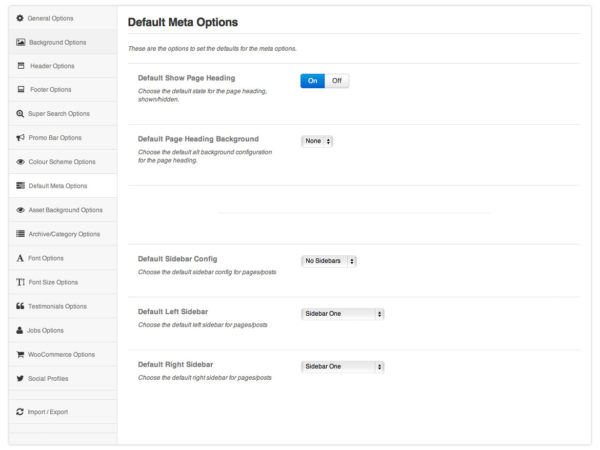 General Options
Background Options
Header Options
Footer Options
Super Search Options
Promo Bar Options
Colour Scheme Options
Default Meta Options
Asset Background Options
Archive/Category Options
Font Options
Font Size Options
Testimonials Options
Jobs Options
WooCommerce Options
Social Profiles
Import / Export
Default Meta Options
These are the options to set the defaults for the meta options.
Default Show Page Heading
Choose the default state for the page heading,
shown/hidden.
On Off
Default Page Heading Background
Choose the default alt background configuration
for the page heading.
None
Default Sidebar Config
Choose the default sidebar config for pages/posts
No Sidebars
Default Left Sidebar
Choose the default left sidebar for pages/posts
Sidebar One
Default Right Sidebar
Choose the default right sidebar for pages/posts
Sidebar One